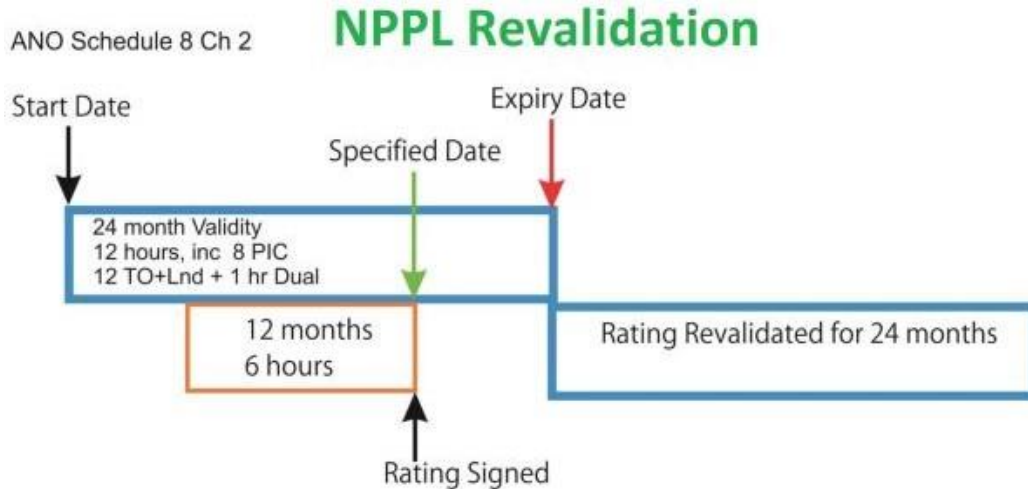 NPPL Revalidation
ANO Schedule 8 Ch 2
Start Date
Expiry Date
Specified Date
24 month Validity
12 hours, inc 8 PIC
12 TO+Lnd + 1 hr Dual
12 months
6 hours
Rating Revalidated for 24 months
Rating Signed